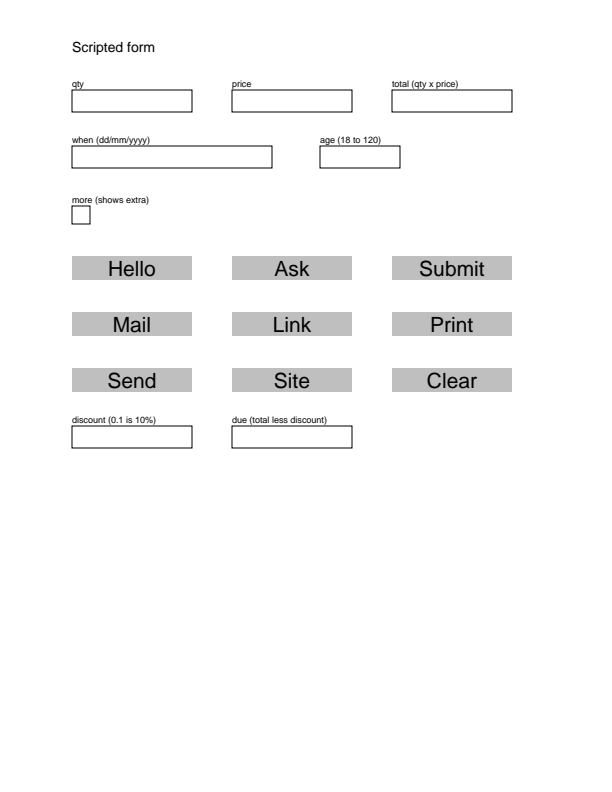 Scripted form
qty price total (qty x price)
when (dd/mm/yyyy) age (18 to 120)
more (shows extra)
Hello Ask Submit
Mail Link Print
Send Site Clear
discount (0.1 is 10%) due (total less discount)